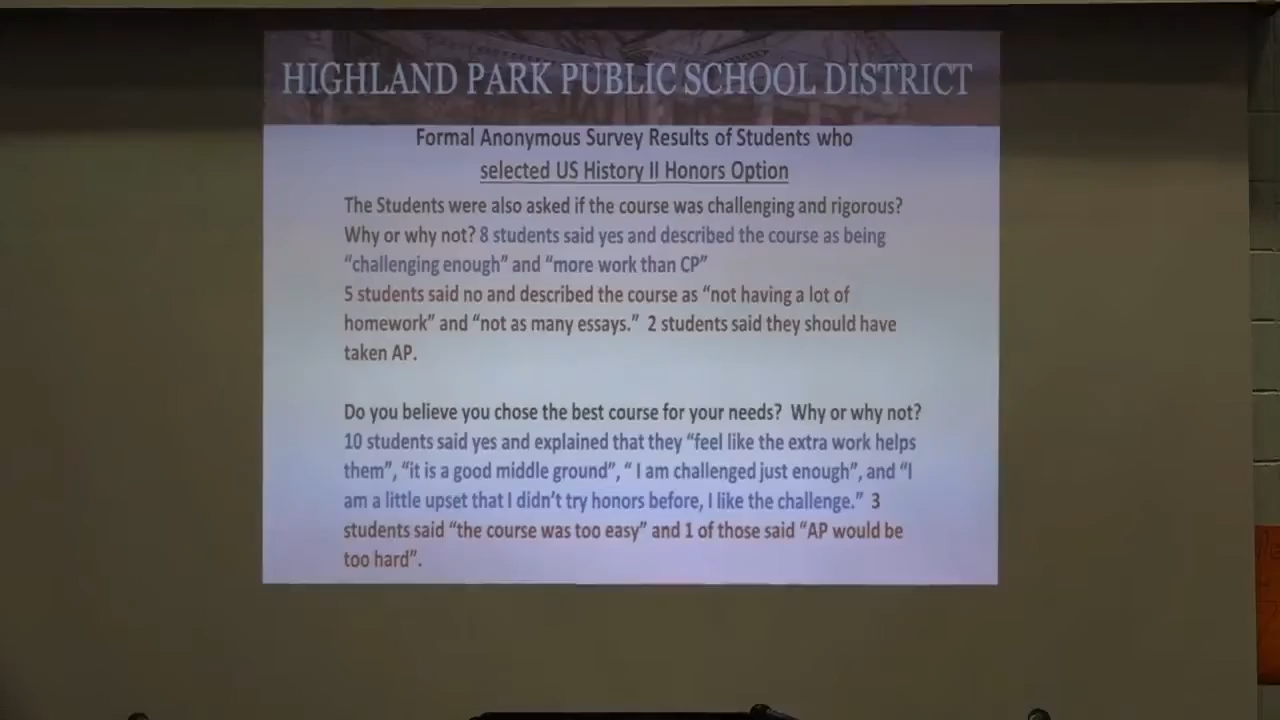 HIGHLAND PARK PUBLIC SCHOOL DISTRICT
Formal Anonymous Survey Results of Students who
selected US History II Honors Option
The Students were also asked if the course was challenging and rigorous?
Why or why not? 8 students said yes and described the course as being
“challenging enough” and “more work than CP”
5 students said no and described the course as “not having a lot of
homework” and “not as many essays.” 2 students said they should have
taken AP.
Do you believe you chose the best course for your needs? Why or why not?
10 students said yes and explained that they “feel like the extra work helps
them”, “it is a good middle ground”, “ I am challenged just enough”, and “I
am a little upset that I didn’t try honors before, I like the challenge.” 3
students said “the course was too easy” and 1 of those said “AP would be
too hard”.